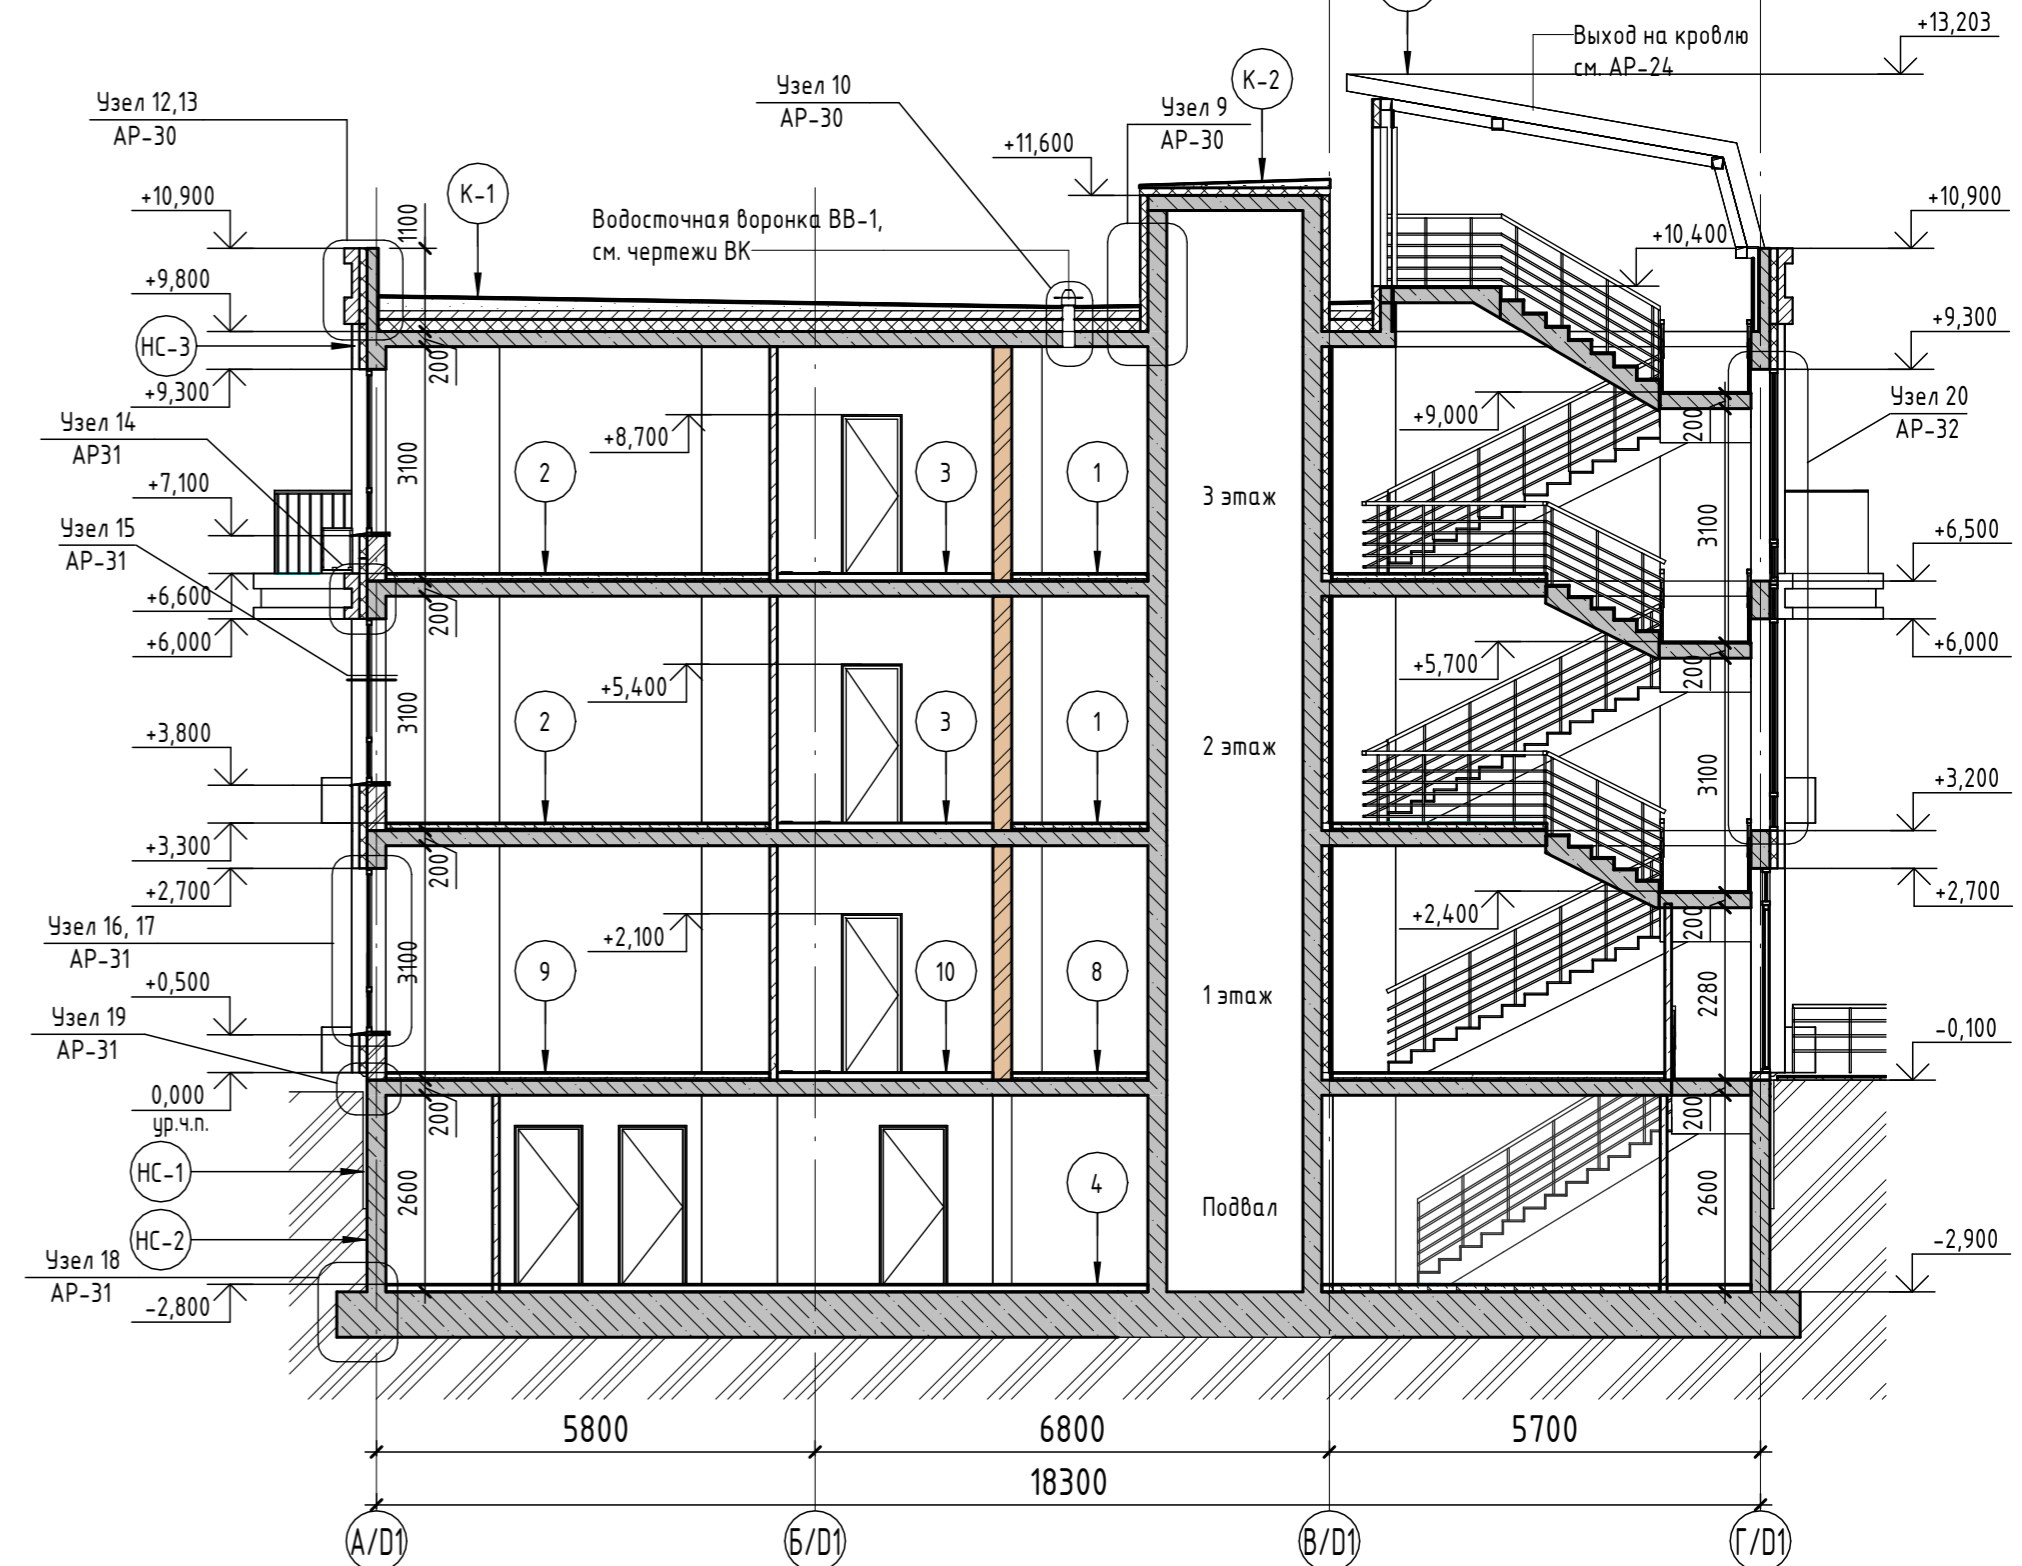 Выход на кровлю
см. АР-24
+13,203
Узел 12,13
АР-30
Узел 10
АР-30
К-2
Узел 9
АР-30
+11,600
+10,900
К-1
1100
Водосточная воронка ВВ-1,
см. чертежи ВК
+10,400
+10,900
+9,800
НС-3
+9,300
200
+9,300
Узел 14
АР31
+8,700
+9,000
200
Узел 20
АР-32
+7,100
3100
2
3
1
3 этаж
3100
Узел 15
АР-31
+6,500
+6,600
200
+6,000
+6,000
+5,400
+5,700
200
+3,800
3100
2
3
1
2 этаж
3100
+3,200
+3,300
200
+2,700
+2,700
+2,100
+2,400
200
Узел 16, 17
АР-31
3100
9
10
8
1 этаж
2280
+0,500
Узел 19
АР-31
-0,100
0,000
ур.ч.п.
200
200
НС-1
2600
4
Подвал
2600
НС-2
Узел 18
АР-31
-2,900
-2,800
5800
6800
5700
18300
А/D1
Б/D1
В/D1
Г/D1